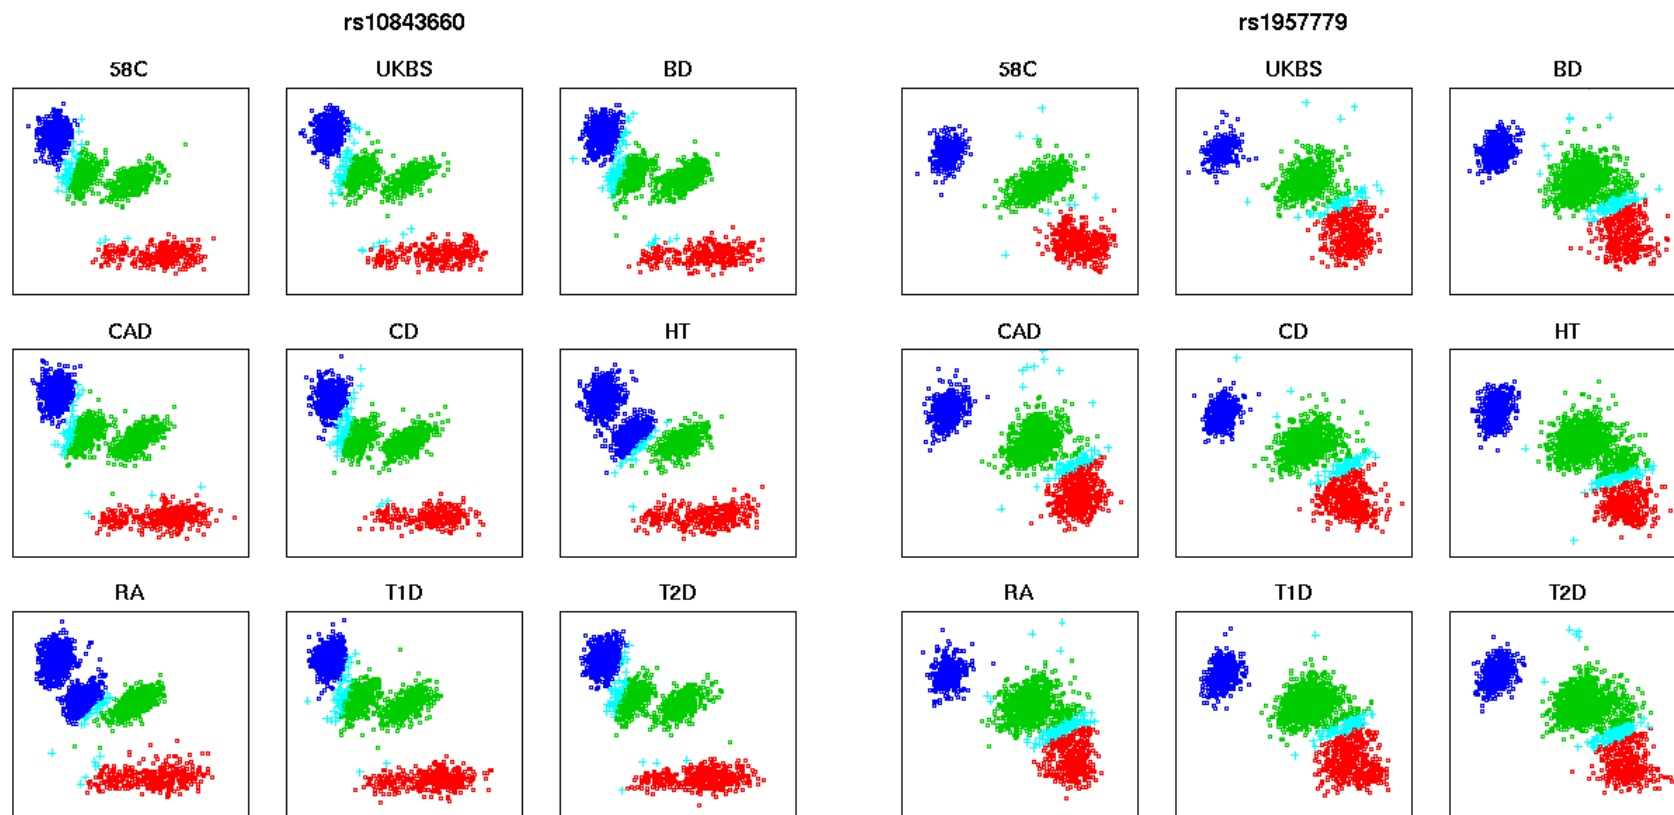 rs10843660
58C UKBS BD
CAD CD HT
RA T1D T2D
rs1957779
58C UKBS BD
CAD CD HT
RA T1D T2D